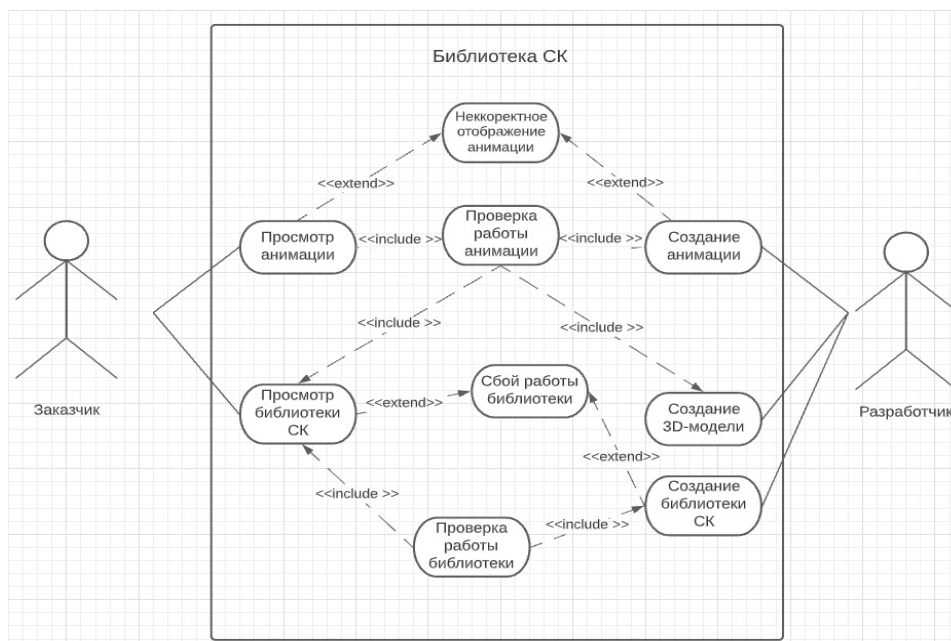 Библиотека СК
Неккоректное
отображение
анимации
<<extend>>
<<extend>>
Просмотр
анимации
<<include >>
Проверка
работы
анимации
<<include >>
Создание
анимации
<<include >>
<<include >>
Заказчик
Просмотр
библиотеки
СК
<<extend>>
Сбой работы
библиотеки
Создание
3D-модели
Разработчик
<<extend>>
<<include >>
Проверка
работы
библиотеки
<<include >>
Создание
библиотеки
СК